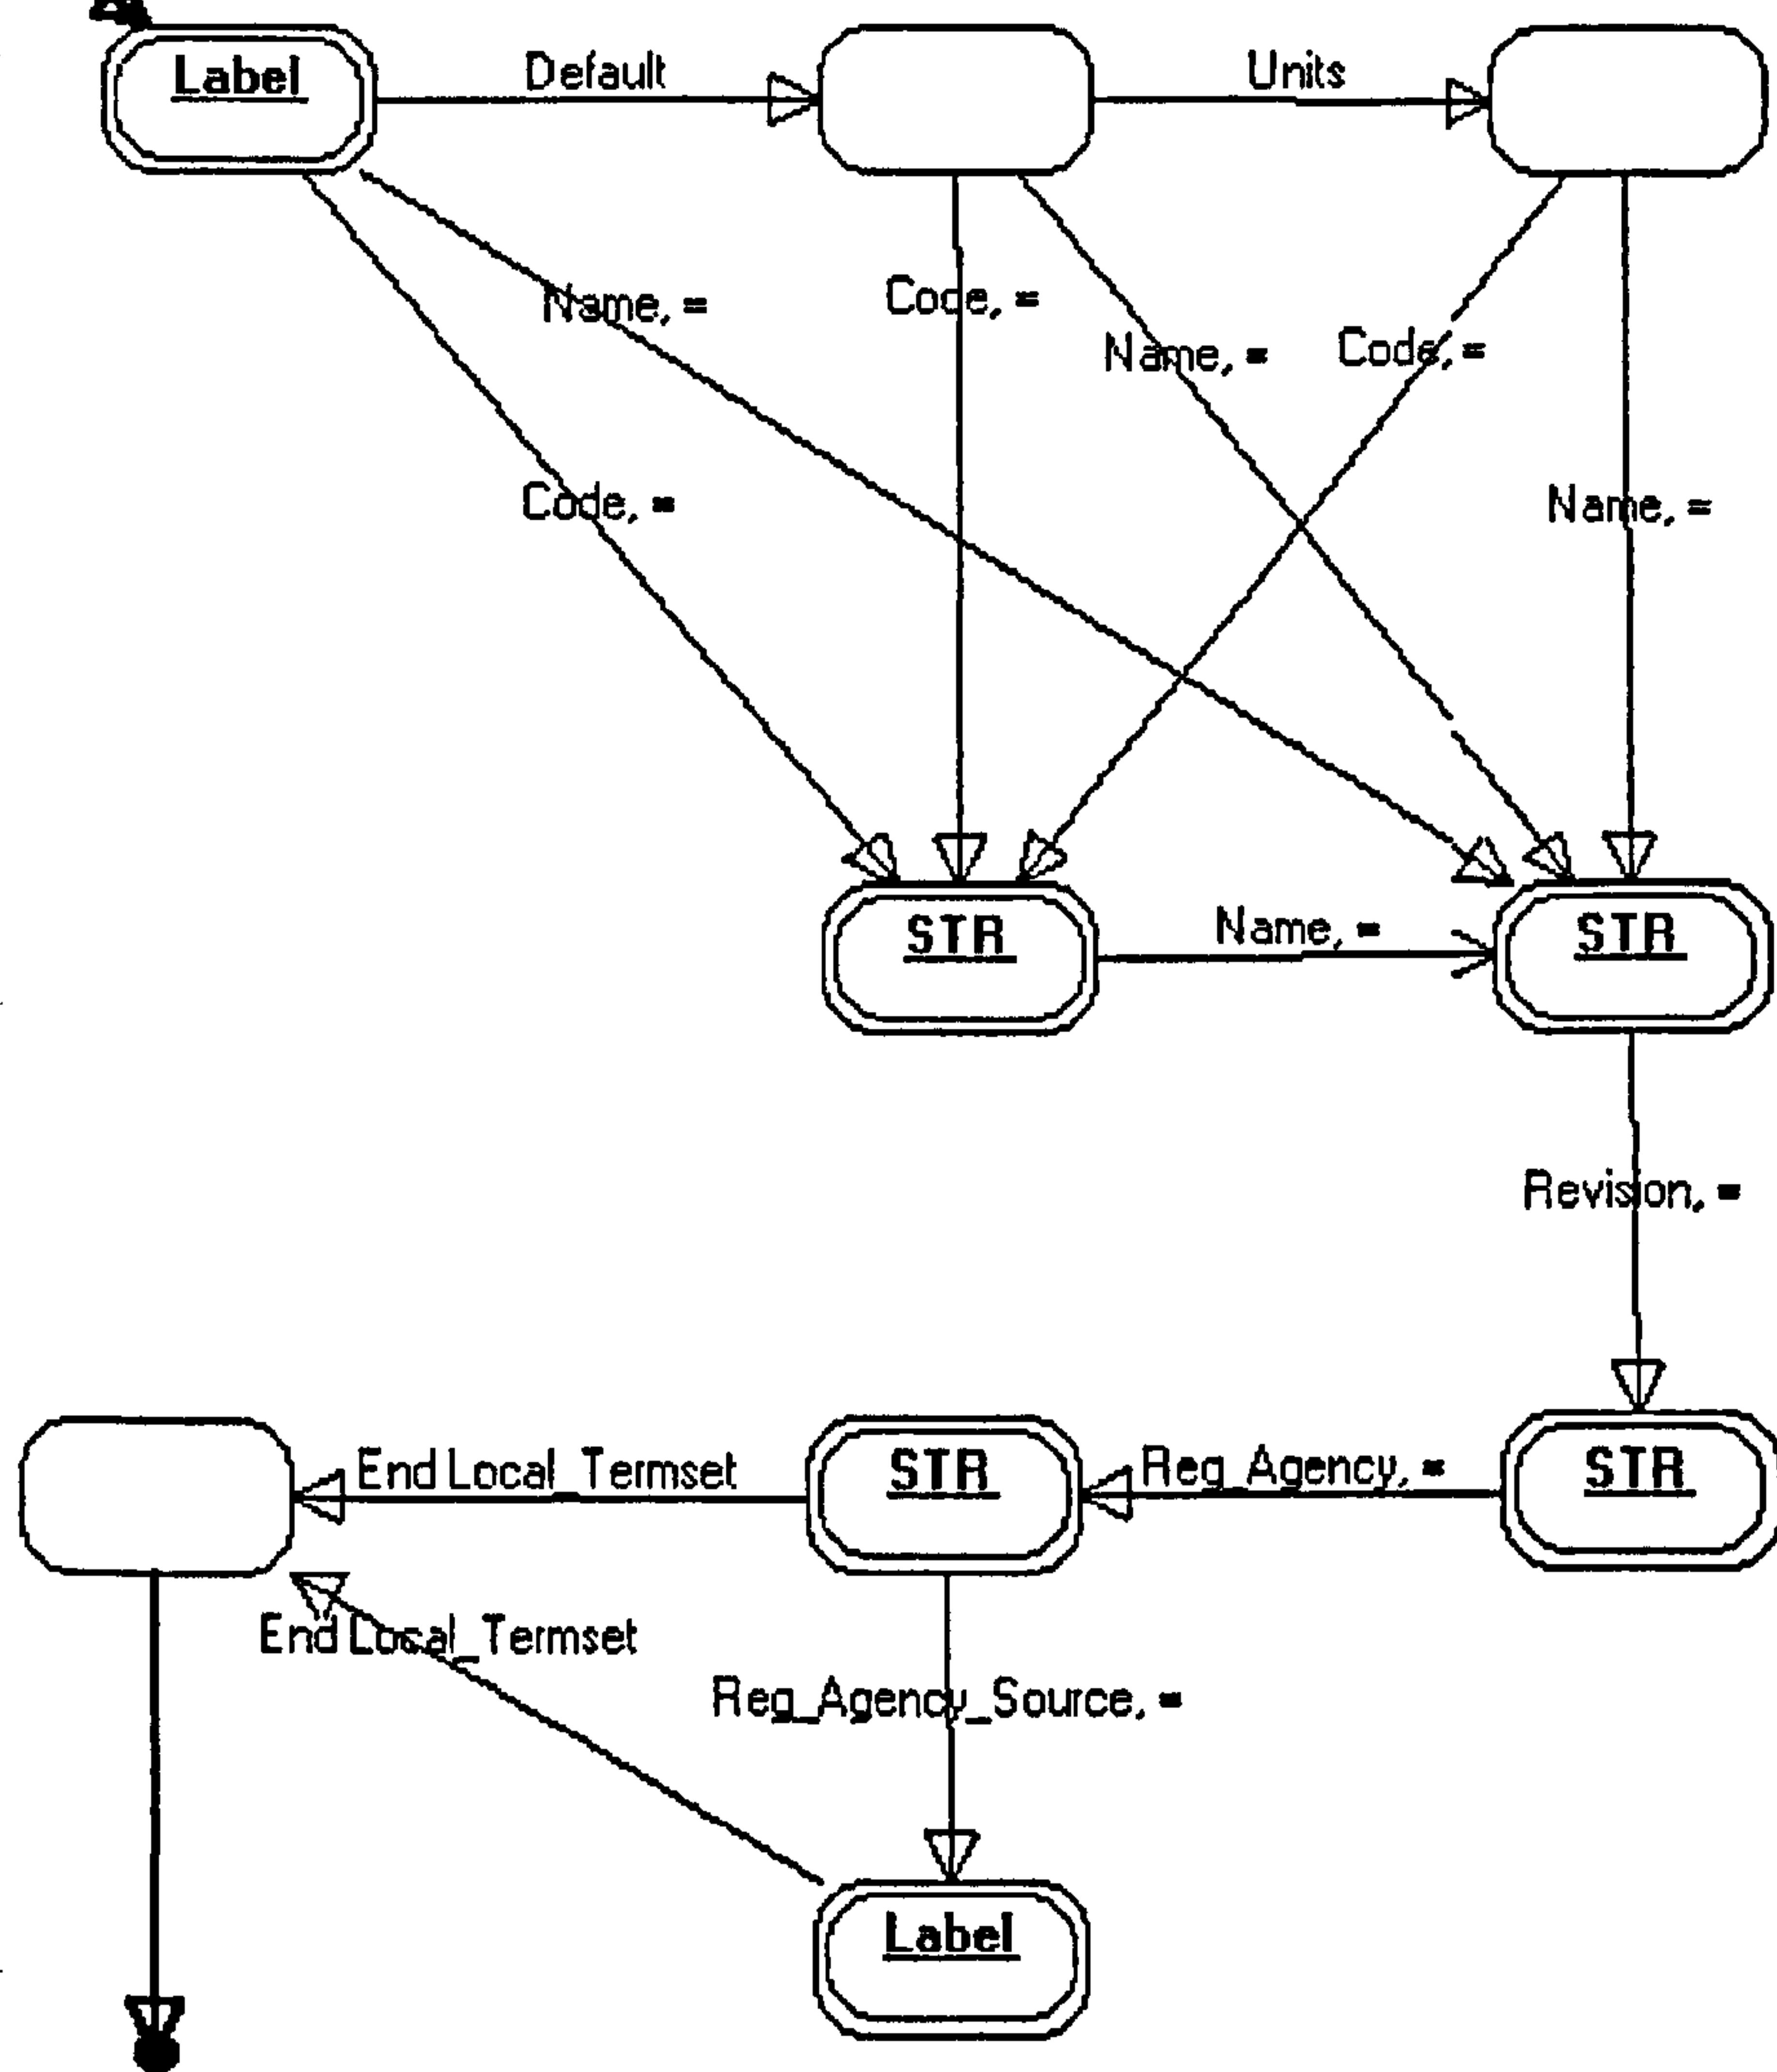 Label
Default
Units
Name, =
Code, =
Name, =
Code, =
Code, =
Name, =
STR
Name, =
STR
Revision, =
End Local_Termset
STR
Reg_Agency, =
STR
End Local_Termset
Reg_Agency_Source, =
Label